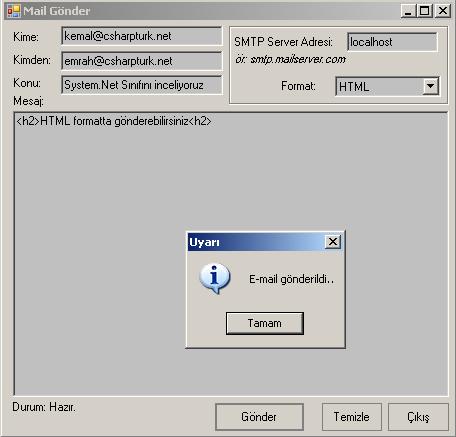 Mail Gönder
Kime: kemal@csharpturk.net
Kimden: emrah@csharpturk.net
Konu: System.Net Sınıfını inceliyoruz
SMTP Server Adresi: localhost
ör: smtp.mailserver.com
Format: HTML
Mesaj:
<h2>HTML formatta gönderebilirsiniz<h2>
Uyarı
E-mail gönderildi..
Tamam
Durum: Hazır.
Gönder
Temizle
Çıkış